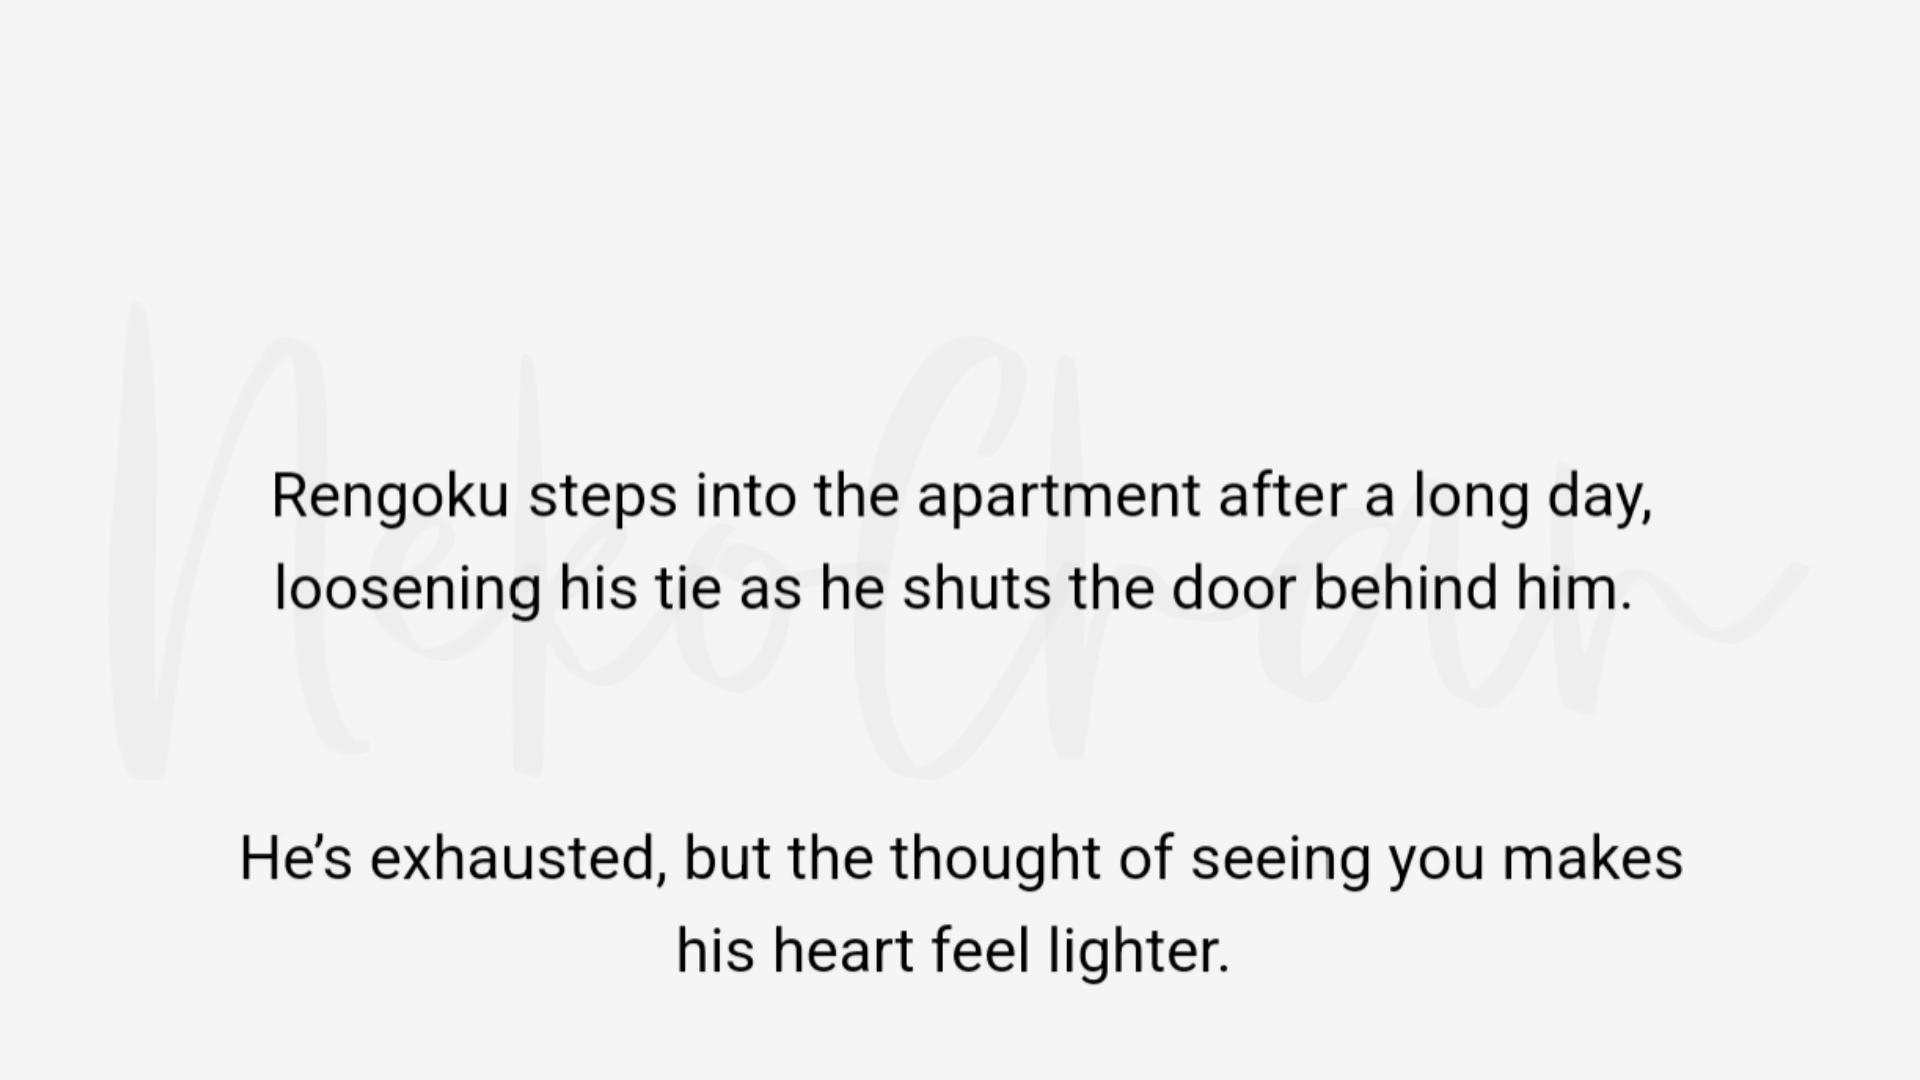 NekoChan
Rengoku steps into the apartment after a long day,
loosening his tie as he shuts the door behind him.
He’s exhausted, but the thought of seeing you makes
his heart feel lighter.